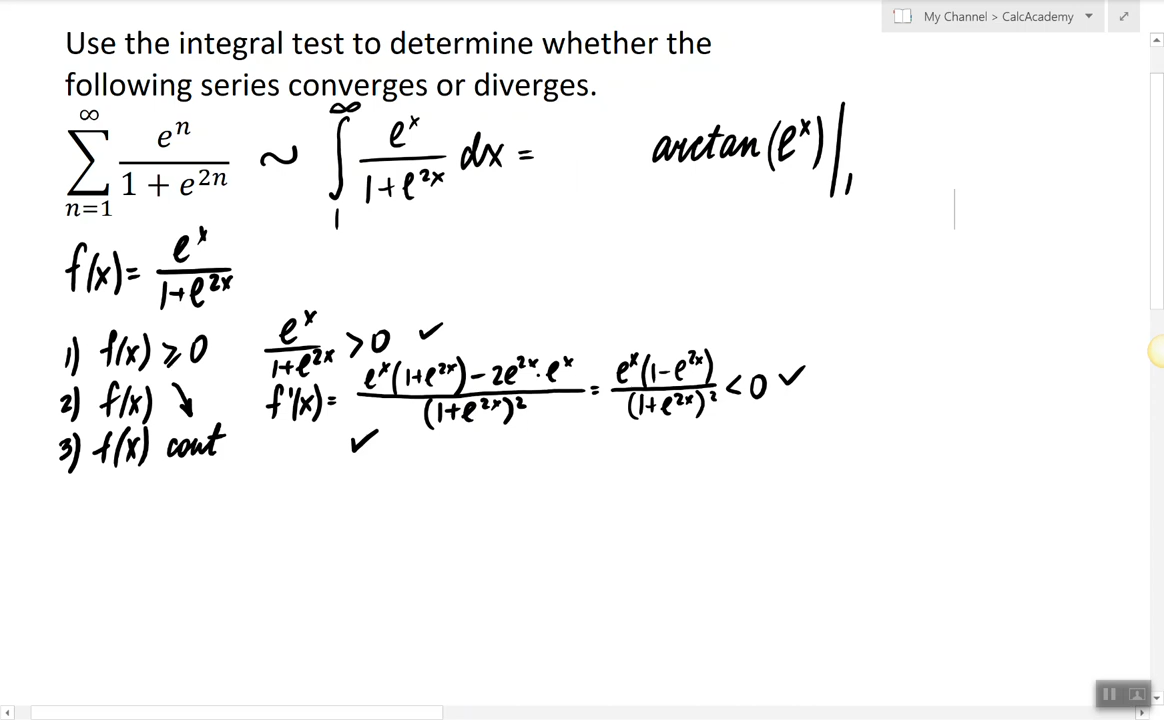 My Channel > CalcAcademy
Use the integral test to determine whether the
following series converges or diverges.
∑_{n=1}^{∞} e^n / (1 + e^{2n}) ~ ∫_1^∞ e^x / (1+e^{2x}) dx = arctan(e^x) |_1
f(x) = e^x / (1+e^{2x})
1) f(x) ⩾ 0 e^x / (1+e^{2x}) > 0 ✓
2) f(x) ↘ f'(x) = (e^x(1+e^{2x}) - 2e^{2x}·e^x) / (1+e^{2x})^2 = e^x(1-e^{2x}) / (1+e^{2x})^2 < 0 ✓
3) f(x) cont ✓